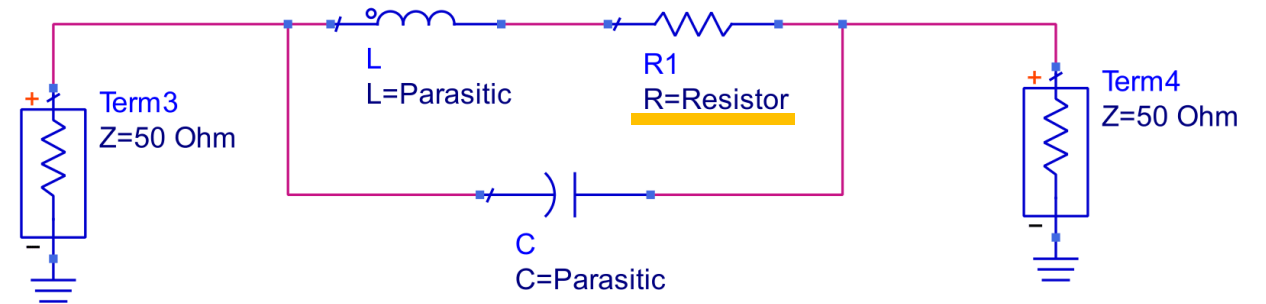 L
L=Parasitic
R1
R=Resistor
+
Term3
Z=50 Ohm
–
+
Term4
Z=50 Ohm
–
C
C=Parasitic